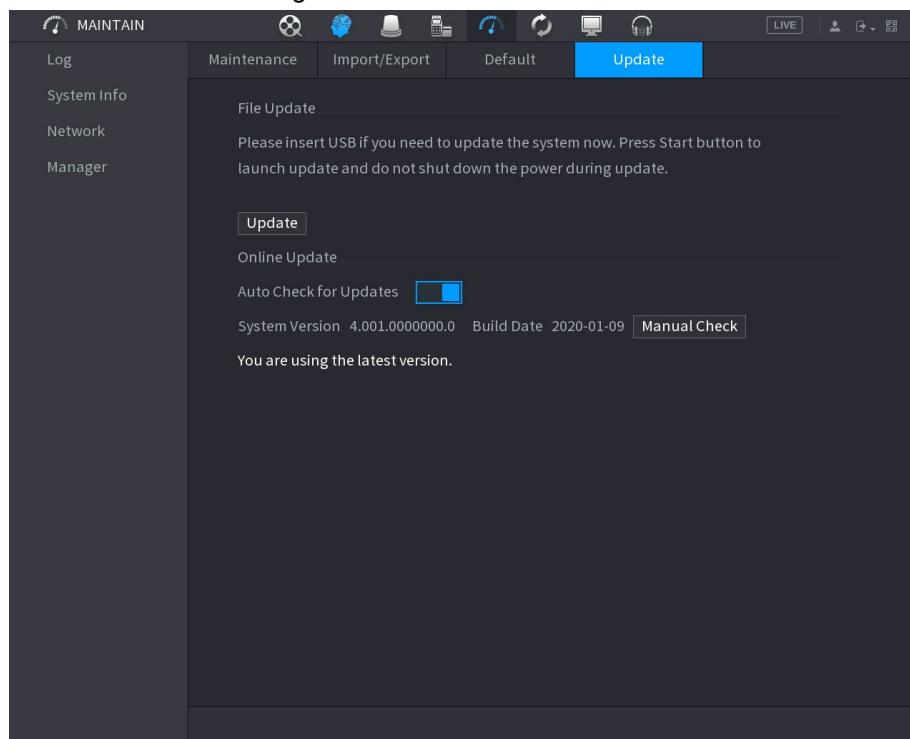 MAINTAIN
LIVE
Log
System Info
Network
Manager
Maintenance Import/Export Default Update
File Update
Please insert USB if you need to update the system now. Press Start button to
launch update and do not shut down the power during update.
Update
Online Update
Auto Check for Updates
System Version 4.001.0000000.0 Build Date 2020-01-09 Manual Check
You are using the latest version.